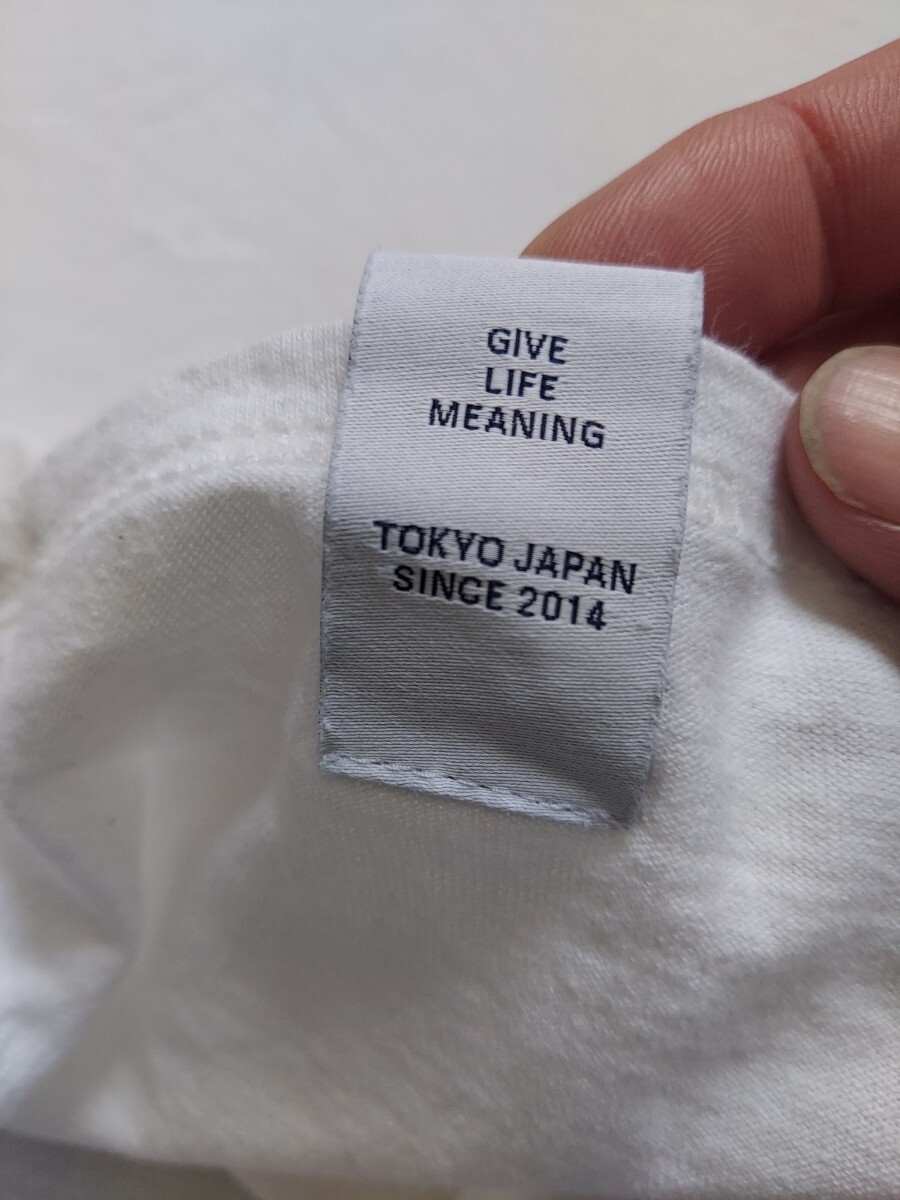 GIVE
LIFE
MEANING
TOKYO JAPAN
SINCE 2014